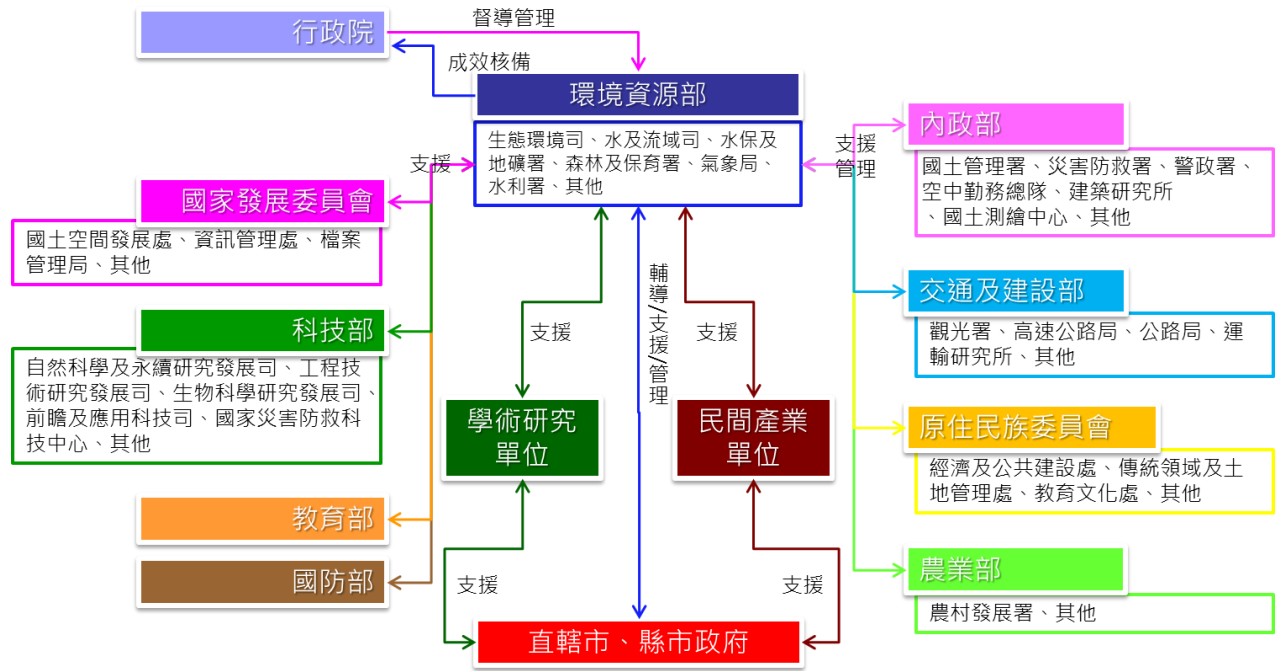 行政院
督導管理
成效核備
環境資源部
生態環境司、水及流域司、水保及
地礦署、森林及保育署、氣象局、
水利署、其他
支援
國家發展委員會
國土空間發展處、資訊管理處、檔案
管理局、其他
科技部
自然科學及永續研究發展司、工程技
術研究發展司、生物科學研究發展司、
前瞻及應用科技司、國家災害防救科
技中心、其他
教育部
國防部
支援
管理
內政部
國土管理署、災害防救署、警政署、
空中勤務總隊、建築研究所
、國土測繪中心、其他
交通及建設部
觀光署、高速公路局、公路局、運
輸研究所、其他
原住民族委員會
經濟及公共建設處、傳統領域及土
地管理處、教育文化處、其他
農業部
農村發展署、其他
支援
輔導/支援/管理
支援
學術研究
單位
民間產業
單位
支援
支援
直轄市、縣市政府